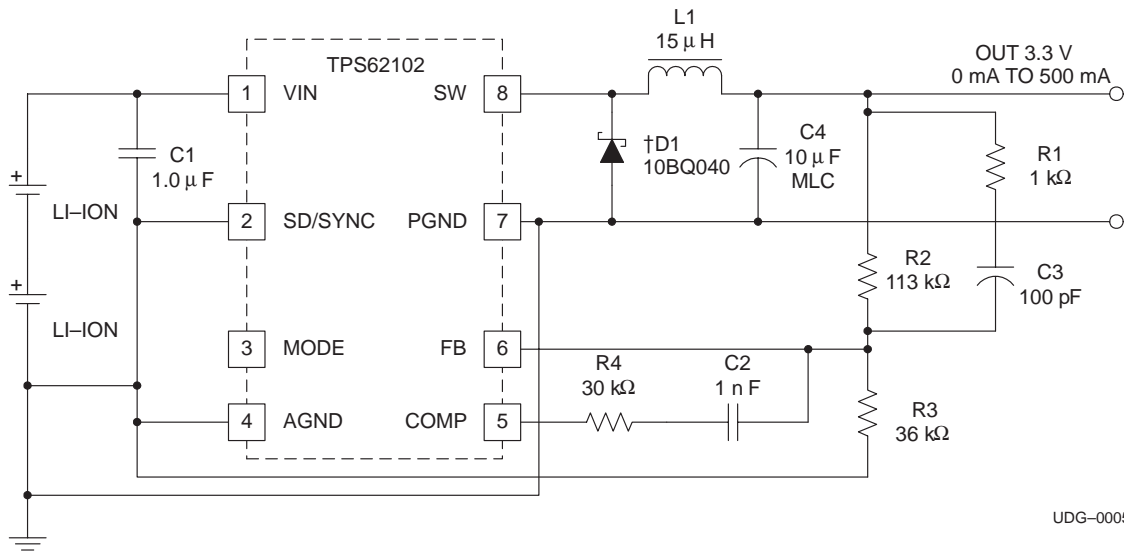 L1
15 μ H
OUT 3.3 V
0 mA TO 500 mA
TPS62102
1 VIN SW 8
C1
1.0 μ F
†D1
10BQ040
C4
10 μ F
MLC
R1
1 kΩ
+
LI–ION
2 SD/SYNC PGND 7
R2
113 kΩ
C3
100 pF
+
LI–ION
3 MODE FB 6
R4
30 kΩ
C2
1 n F
4 AGND COMP 5
R3
36 kΩ
UDG–0005